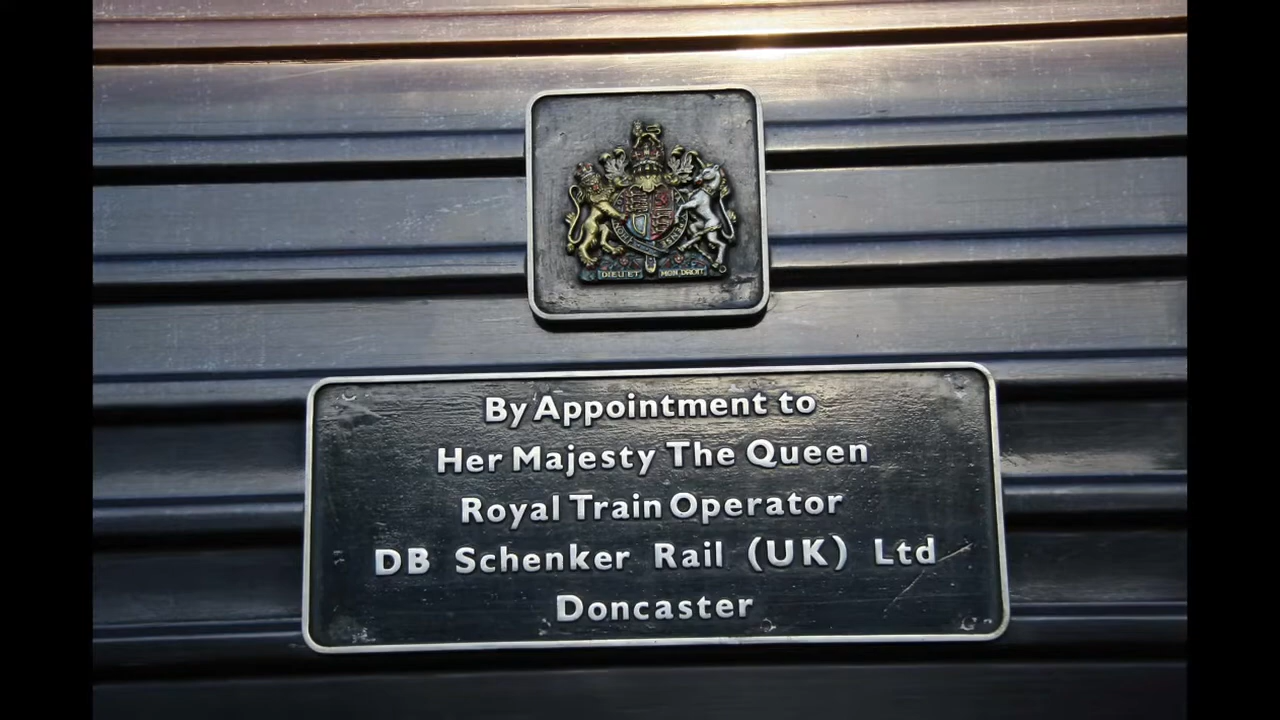 DIEU ET MON DROIT
By Appointment to
Her Majesty The Queen
Royal Train Operator
DB Schenker Rail (UK) Ltd
Doncaster